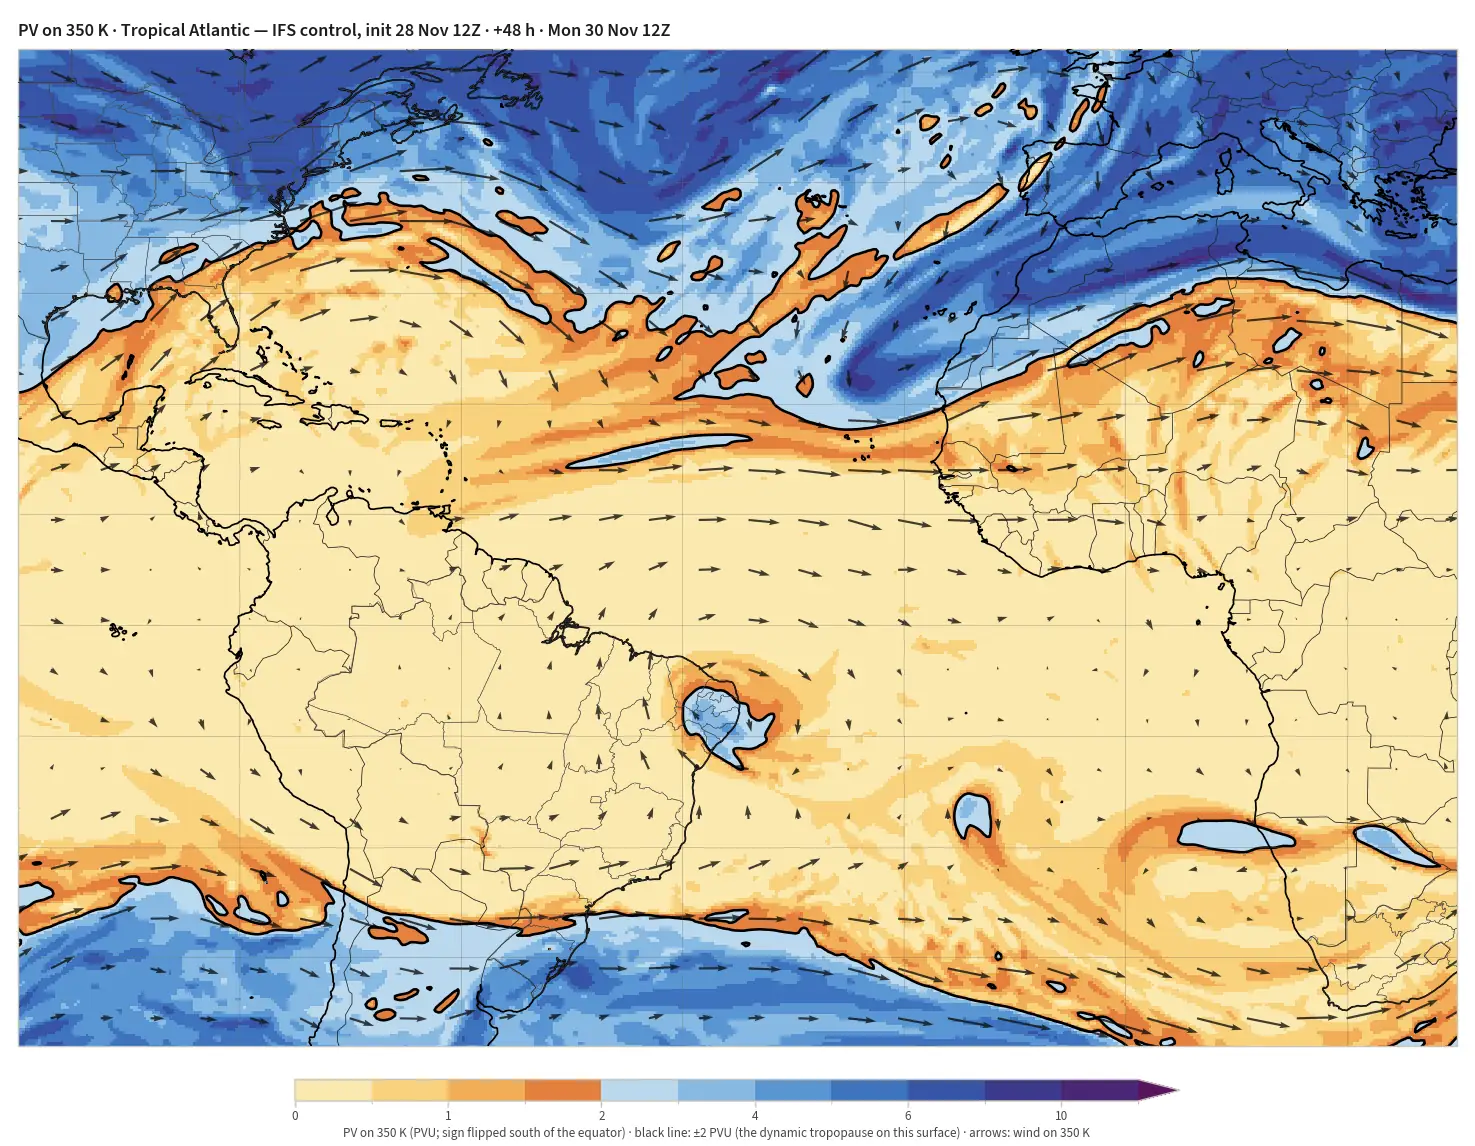 PV on 350 K · Tropical Atlantic — IFS control, init 28 Nov 12Z · +48 h · Mon 30 Nov 12Z
0 1 2 4 6 10
PV on 350 K (PVU; sign flipped south of the equator) · black line: ±2 PVU (the dynamic tropopause on this surface) · arrows: wind on 350 K